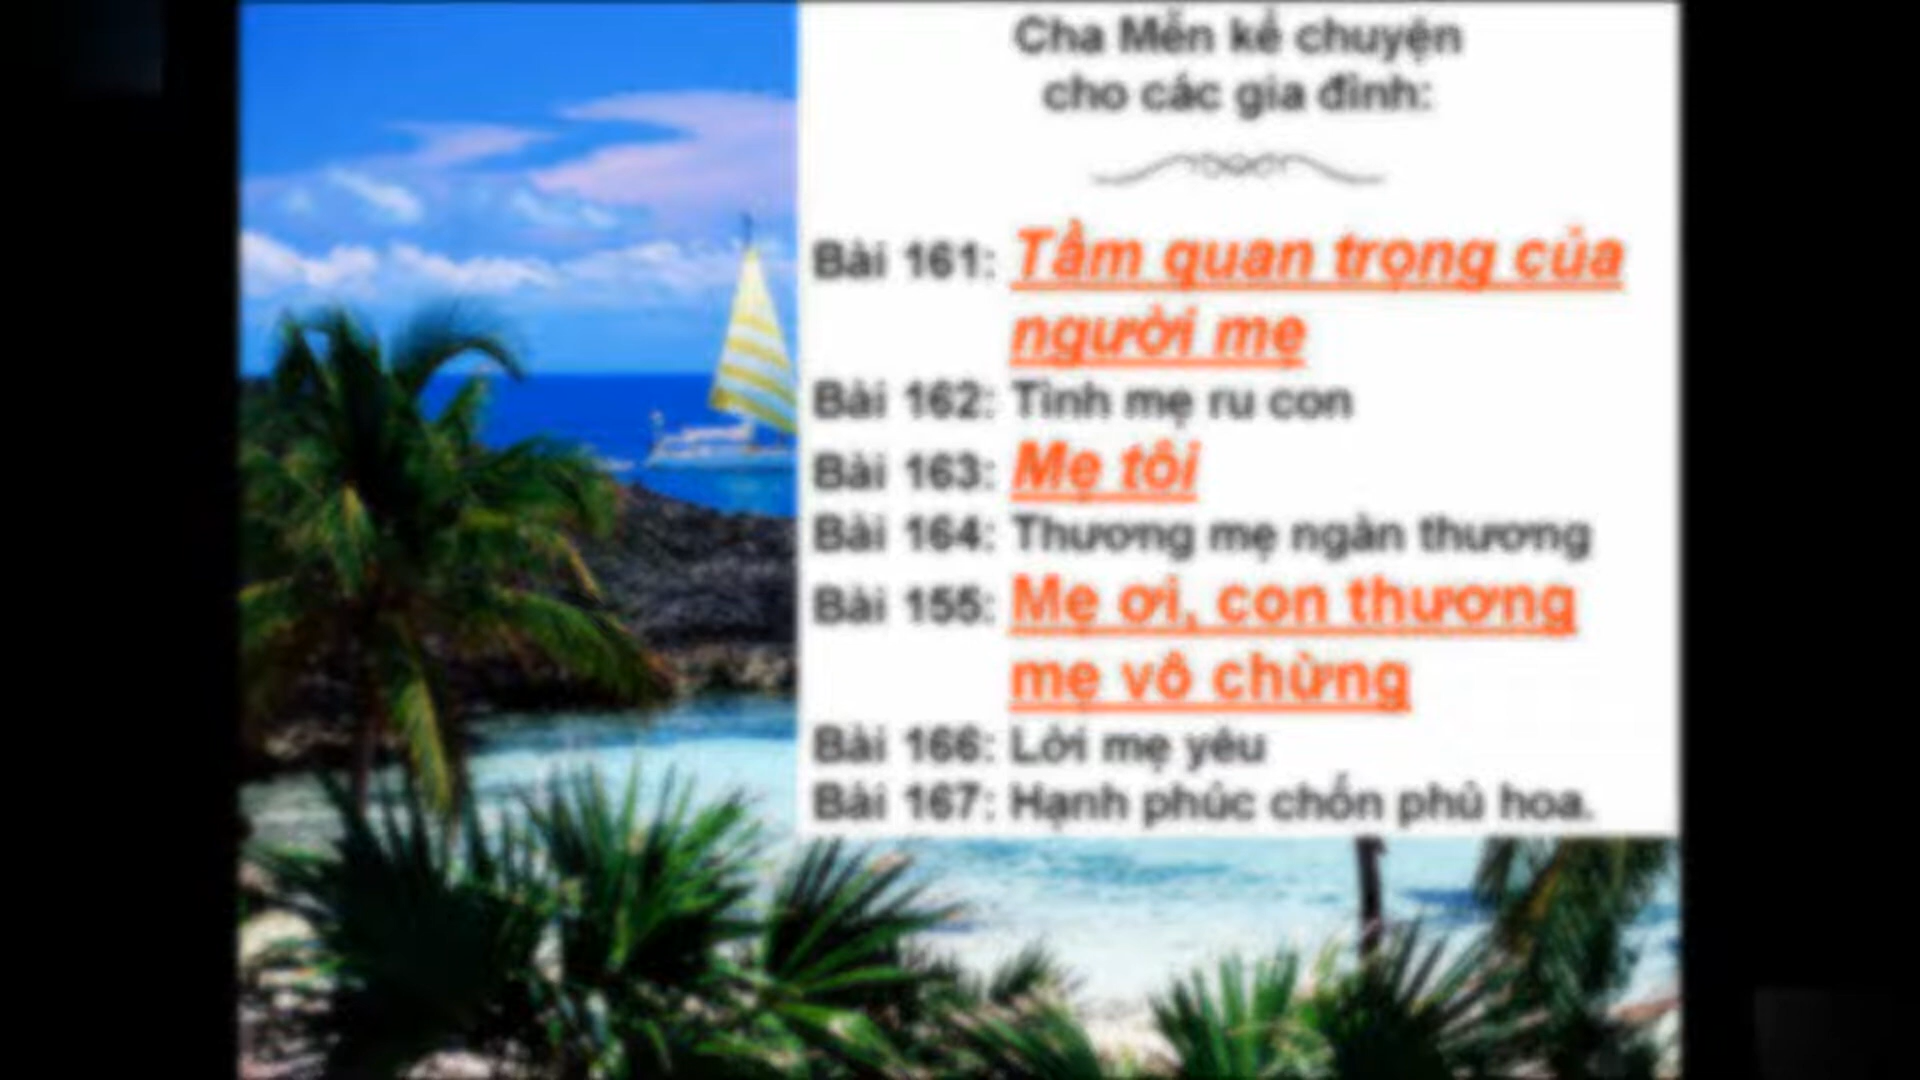 Cha Mễn kể chuyện
cho các gia đình:
Bài 161: Tầm quan trọng của
người mẹ
Bài 162: Tình mẹ ru con
Bài 163: Mẹ tôi
Bài 164: Thương mẹ ngàn thương
Bài 155: Mẹ ơi, con thương
mẹ vô chừng
Bài 166: Lời mẹ yêu
Bài 167: Hạnh phúc chốn phù hoa.